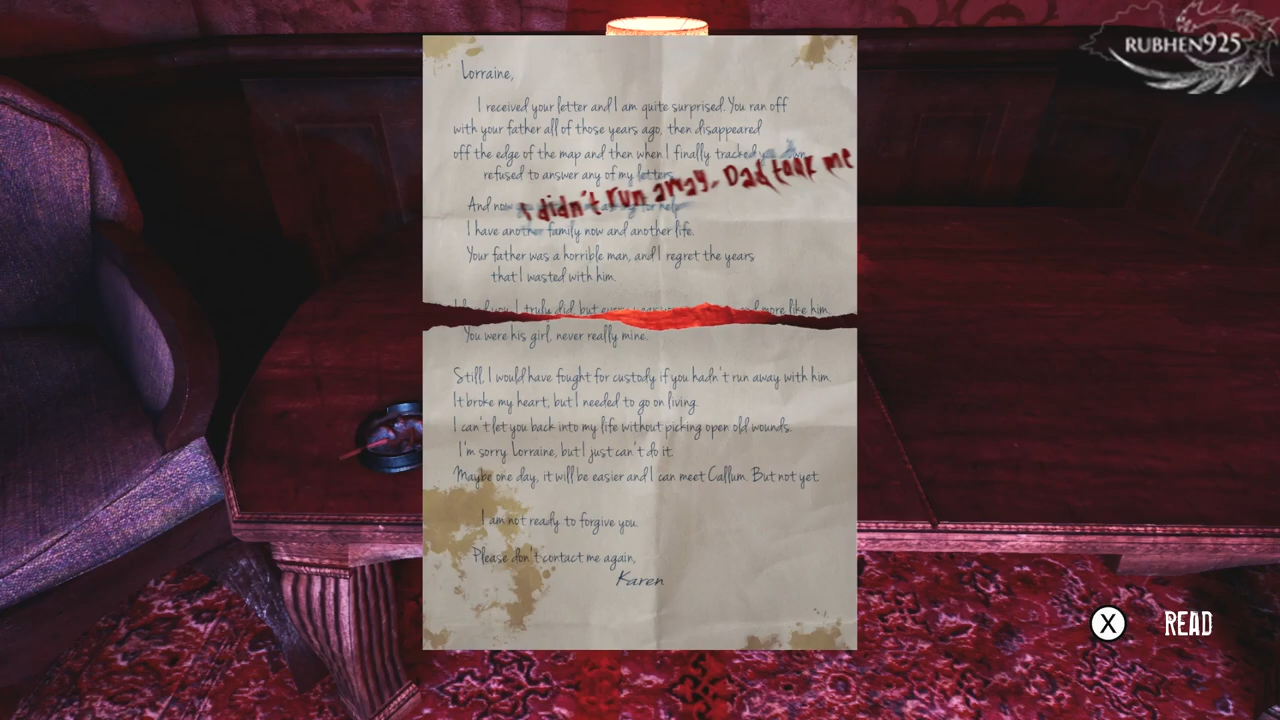 RUBHEN925
Lorraine,
I received your letter and I am quite surprised. You ran off
with your father all of those years ago, then disappeared
off the edge of the map and then when I finally tracked
refused to answer any of my letters
I didn't run away. Dad took me
And now for help
I have another family now and another life.
Your father was a horrible man, and I regret the years
that I wasted with him.
you, I truly did, but more like him.
You were his girl, never really mine.
Still, I would have fought for custody if you hadn't run away with him.
It broke my heart, but I needed to go on living.
I can't let you back into my life without picking open old wounds.
I'm sorry Lorraine, but I just can't do it.
Maybe one day, it will be easier and I can meet Callum. But not yet.
I am not ready to forgive you.
Please don't contact me again,
Karen
X READ